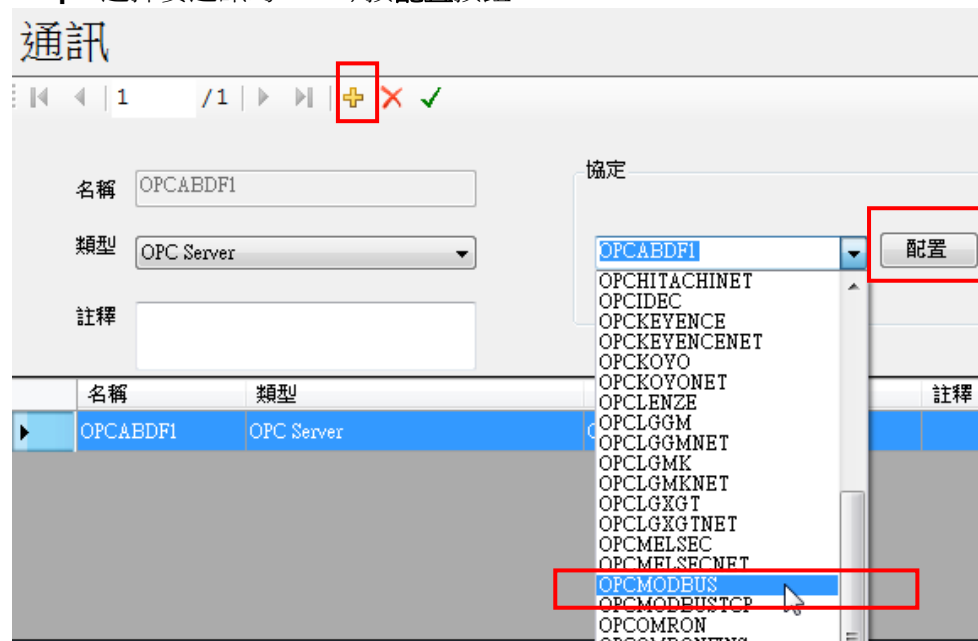 通訊
1 /1
名稱 OPCABDF1
類型 OPC Server
註釋
協定
OPCABDF1
配置
OPCHITACHINET
OPCIDEC
OPCKEYENCE
OPCKEYENCENET
OPCKOYO
OPCKOYONET
OPCLENZE
OPCLGGM
OPCLGGMNET
OPCLGMK
OPCLGMKNET
OPCLGXGT
OPCLGXGTNET
OPCMELSEC
OPCMELSECNET
OPCMODBUS
OPCMODBUSTCP
OPCOMRON
名稱 類型 註釋
OPCABDF1 OPC Server